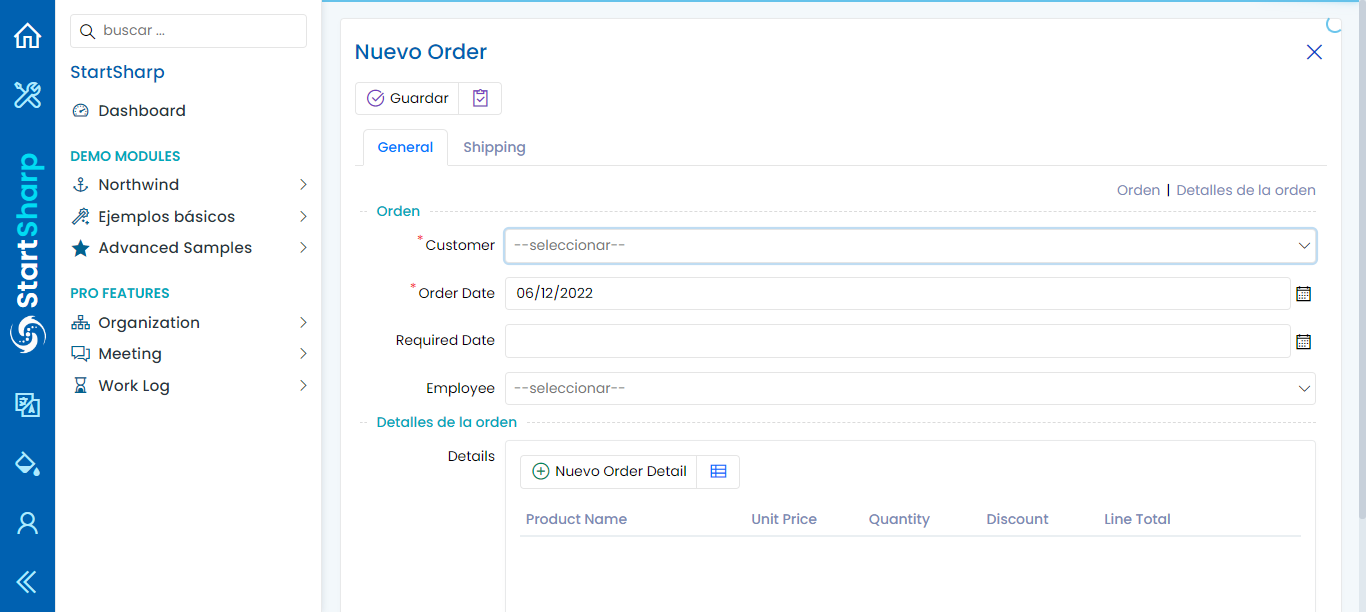 buscar ...
StartSharp
Dashboard
DEMO MODULES
Northwind
Ejemplos básicos
Advanced Samples
PRO FEATURES
Organization
Meeting
Work Log
StartSharp
Nuevo Order
Guardar
General Shipping
Orden | Detalles de la orden
Orden
* Customer --seleccionar--
* Order Date 06/12/2022
Required Date
Employee --seleccionar--
Detalles de la orden
Details
Nuevo Order Detail
Product Name Unit Price Quantity Discount Line Total